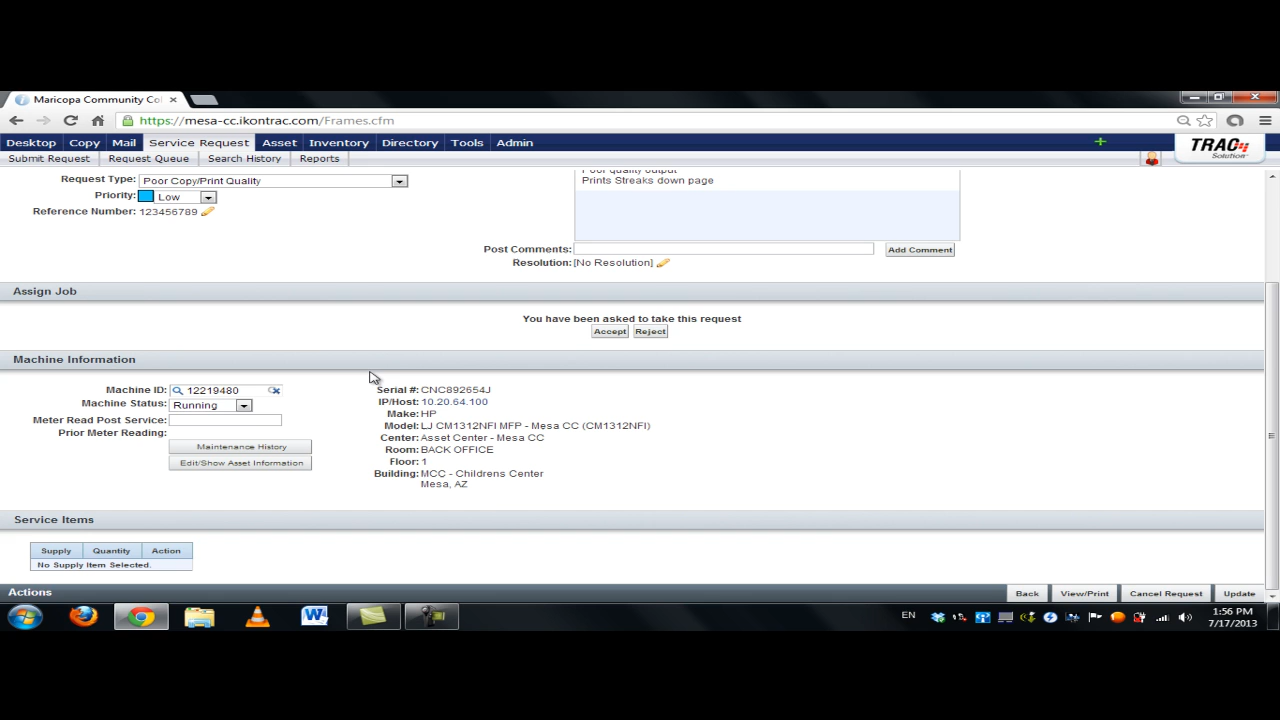 Maricopa Community Col
https://mesa-cc.ikontrac.com/Frames.cfm
Desktop Copy Mail Service Request Asset Inventory Directory Tools Admin
TRAC
Solution
Submit Request Request Queue Search History Reports
Poor quality output
Request Type: Poor Copy/Print Quality
Prints Streaks down page
Priority: Low
Reference Number: 123456789
Post Comments: Add Comment
Resolution: [No Resolution]
Assign Job
You have been asked to take this request
Accept Reject
Machine Information
Machine ID: 12219480
Machine Status: Running
Meter Read Post Service:
Prior Meter Reading:
Maintenance History
Edit/Show Asset Information
Serial #: CNC892654J
IP/Host: 10.20.64.100
Make: HP
Model: LJ CM1312NFI MFP - Mesa CC (CM1312NFI)
Center: Asset Center - Mesa CC
Room: BACK OFFICE
Floor: 1
Building: MCC - Childrens Center
Mesa, AZ
Service Items
Supply Quantity Action
No Supply Item Selected.
Actions Back View/Print Cancel Request Update
EN
1:56 PM
7/17/2013